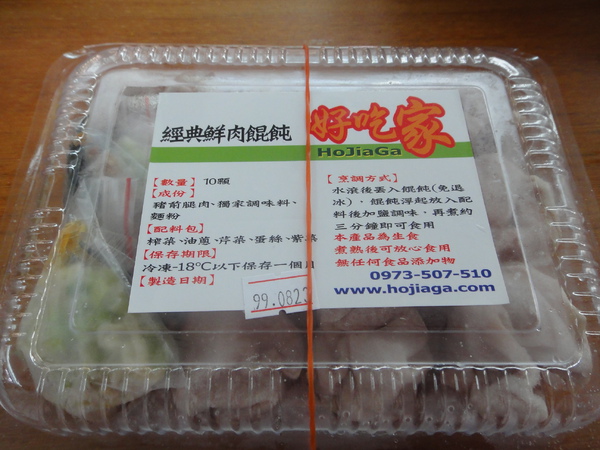 經典鮮肉餛飩
好吃家
HoJiaGa
【數量】10顆
【成份】
豬前腿肉、獨家調味料、
麵粉
【配料包】
榨菜、油蔥、芹菜、蛋絲、紫菜
【保存期限】
冷凍-18℃以下保存一個月
【製造日期】
99.0823
【烹調方式】
水滾後丟入餛飩(免退
冰)，餛飩浮起放入配
料後加鹽調味，再煮約
三分鐘即可食用
本產品為生食
煮熟後可放心食用
無任何食品添加物
0973-507-510
www.hojiaga.com